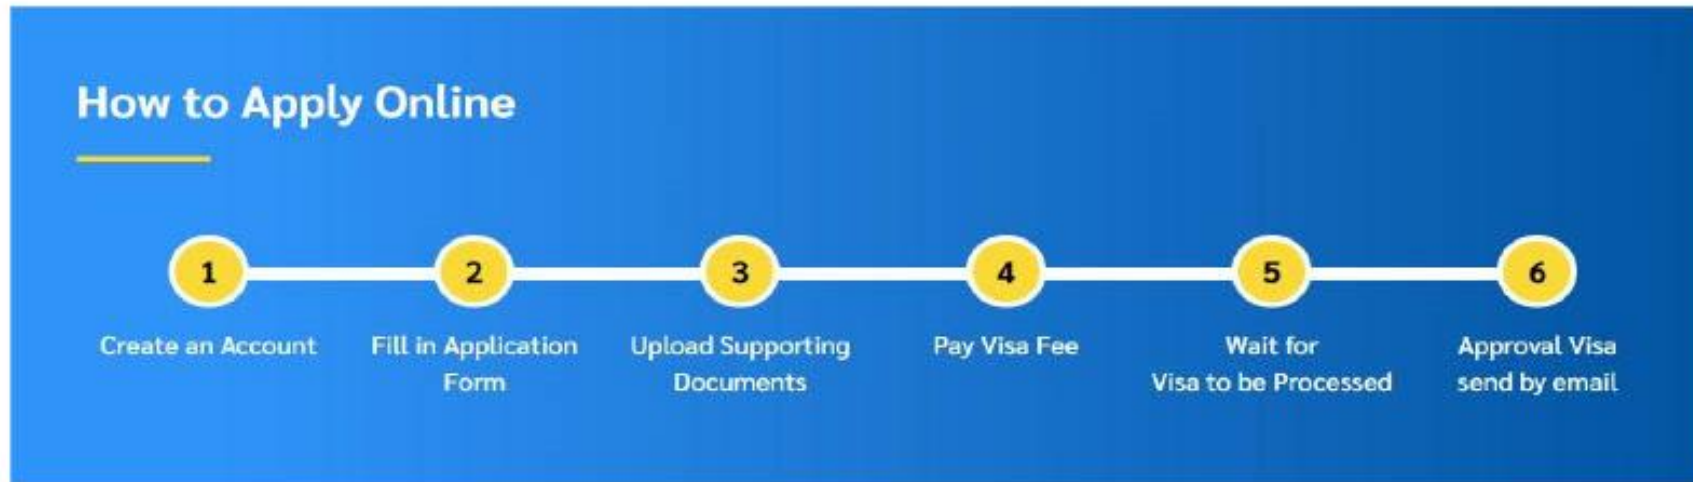 How to Apply Online
1
2
3
4
5
6
Create an Account
Fill in Application
Form
Upload Supporting
Documents
Pay Visa Fee
Wait for
Visa to be Processed
Approval Visa
send by email